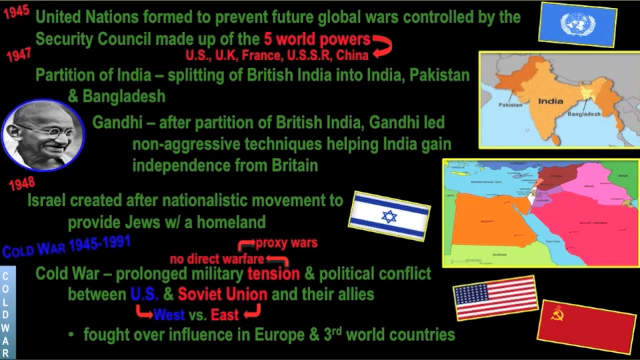 1945
United Nations formed to prevent future global wars controlled by the
Security Council made up of the 5 world powers
U.S., U.K, France, U.S.S.R, China
1947
Partition of India – splitting of British India into India, Pakistan
& Bangladesh
Pakistan
India
Bangladesh
Gandhi – after partition of British India, Gandhi led
non-aggressive techniques helping India gain
independence from Britain
1948
Israel created after nationalistic movement to
provide Jews w/ a homeland
COLD WAR 1945-1991
proxy wars
no direct warfare
Cold War – prolonged military tension & political conflict
between U.S. & Soviet Union and their allies
West vs. East
• fought over influence in Europe & 3rd world countries
COLD WAR